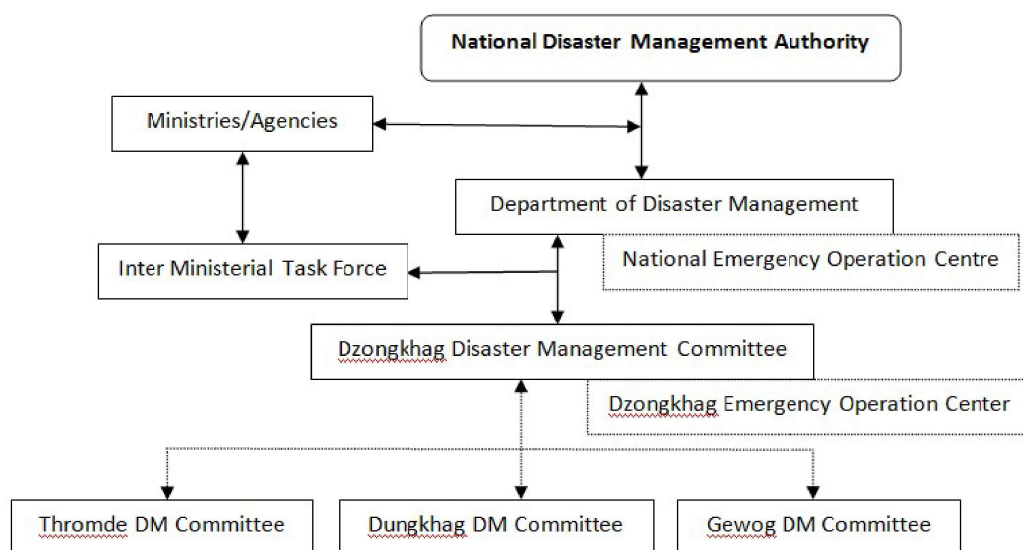 National Disaster Management Authority
Ministries/Agencies
Department of Disaster Management
National Emergency Operation Centre
Inter Ministerial Task Force
Dzongkhag Disaster Management Committee
Dzongkhag Emergency Operation Center
Thromde DM Committee
Dungkhag DM Committee
Gewog DM Committee